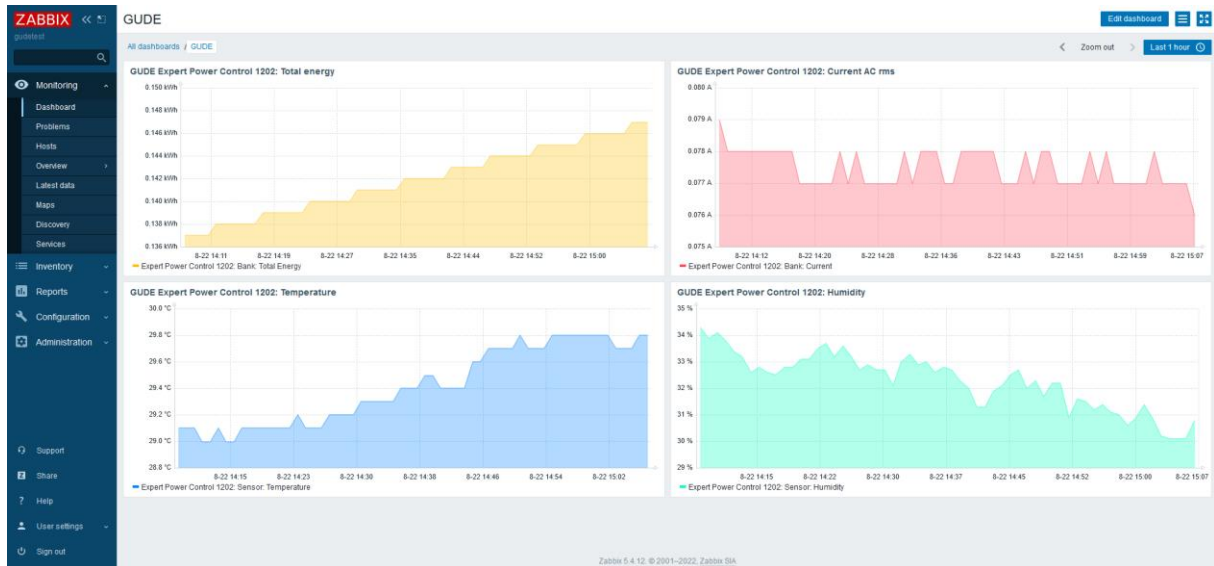 ZABBIX
gudetest
Monitoring
Dashboard
Problems
Hosts
Overview
Latest data
Maps
Discovery
Services
Inventory
Reports
Configuration
Administration
Support
Share
Help
User settings
Sign out
GUDE
Edit dashboard
All dashboards / GUDE
Zoom out
Last 1 hour
GUDE Expert Power Control 1202: Total energy
0.150 kWh
0.148 kWh
0.146 kWh
0.144 kWh
0.142 kWh
0.140 kWh
0.138 kWh
0.136 kWh
8-22 14:11 8-22 14:19 8-22 14:27 8-22 14:35 8-22 14:44 8-22 14:52 8-22 15:00
Expert Power Control 1202: Bank: Total Energy
GUDE Expert Power Control 1202: Current AC rms
0.080 A
0.079 A
0.078 A
0.077 A
0.076 A
0.075 A
8-22 14:12 8-22 14:20 8-22 14:28 8-22 14:36 8-22 14:43 8-22 14:51 8-22 14:59 8-22 15:07
Expert Power Control 1202: Bank: Current
GUDE Expert Power Control 1202: Temperature
30.0 °C
29.8 °C
29.6 °C
29.4 °C
29.2 °C
29.0 °C
28.8 °C
8-22 14:15 8-22 14:23 8-22 14:30 8-22 14:38 8-22 14:46 8-22 14:54 8-22 15:02
Expert Power Control 1202: Sensor: Temperature
GUDE Expert Power Control 1202: Humidity
35 %
34 %
33 %
32 %
31 %
30 %
29 %
8-22 14:15 8-22 14:22 8-22 14:30 8-22 14:37 8-22 14:45 8-22 14:52 8-22 15:00 8-22 15:07
Expert Power Control 1202: Sensor: Humidity
Zabbix 5.4.12. © 2001–2022, Zabbix SIA